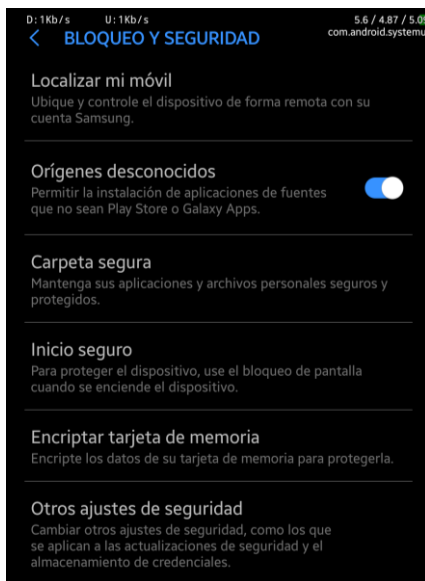 D: 1Kb/s U: 1Kb/s 5.6 / 4.87 / 5.09
BLOQUEO Y SEGURIDAD com.android.systemu
Localizar mi móvil
Ubique y controle el dispositivo de forma remota con su
cuenta Samsung.
Orígenes desconocidos
Permitir la instalación de aplicaciones de fuentes
que no sean Play Store o Galaxy Apps.
Carpeta segura
Mantenga sus aplicaciones y archivos personales seguros y
protegidos.
Inicio seguro
Para proteger el dispositivo, use el bloqueo de pantalla
cuando se enciende el dispositivo.
Encriptar tarjeta de memoria
Encripte los datos de su tarjeta de memoria para protegerla.
Otros ajustes de seguridad
Cambiar otros ajustes de seguridad, como los que
se aplican a las actualizaciones de seguridad y el
almacenamiento de credenciales.